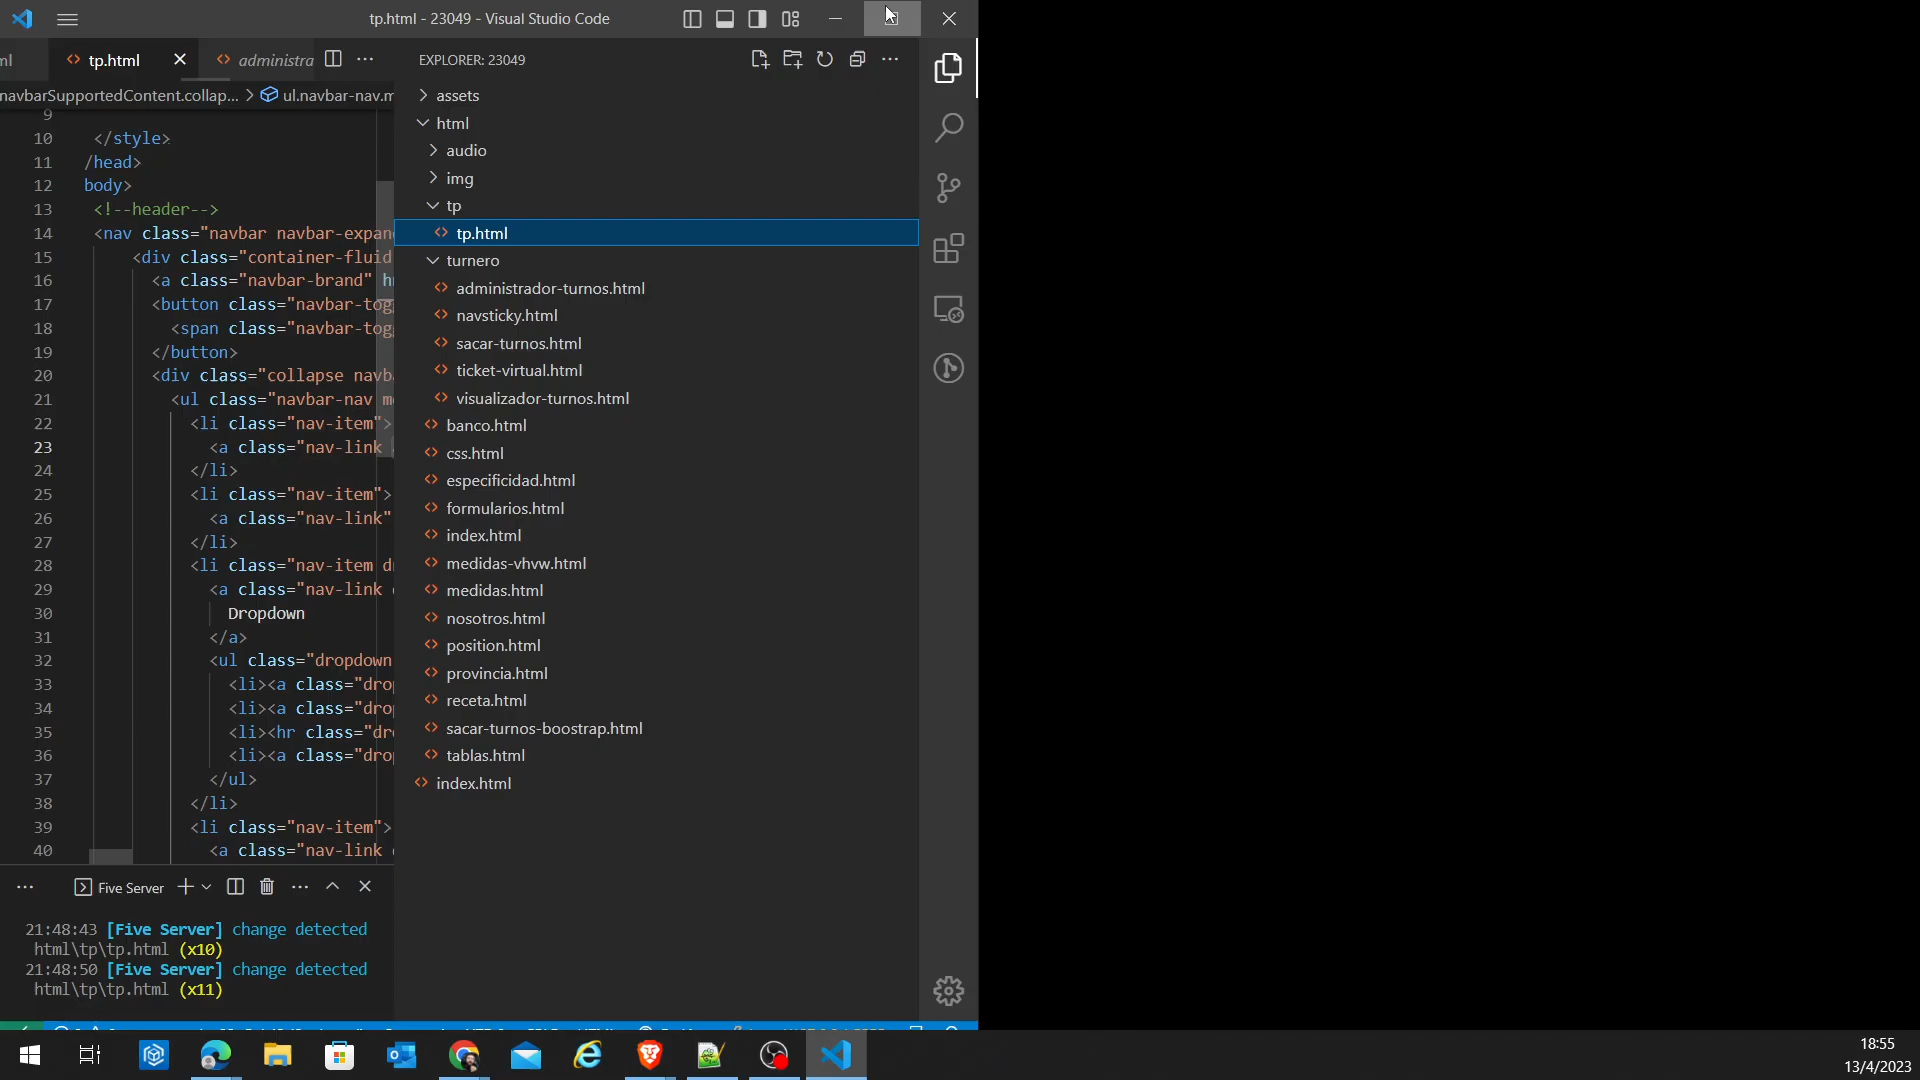 tp.html - 23049 - Visual Studio Code
ml
tp.html
administra
EXPLORER: 23049
navbarSupportedContent.collap...
ul.navbar-nav.m
9
10 </style>
11 /head>
12 body>
13 <!--header-->
14 <nav class="navbar navbar-expan
15 <div class="container-fluid
16 <a class="navbar-brand" h
17 <button class="navbar-tog
18 <span class="navbar-tog
19 </button>
20 <div class="collapse navba
21 <ul class="navbar-nav m
22 <li class="nav-item">
23 <a class="nav-link
24 </li>
25 <li class="nav-item">
26 <a class="nav-link"
27 </li>
28 <li class="nav-item d
29 <a class="nav-link
30 Dropdown
31 </a>
32 <ul class="dropdown
33 <li><a class="dro
34 <li><a class="dro
35 <li><hr class="dr
36 <li><a class="dro
37 </ul>
38 </li>
39 <li class="nav-item">
40 <a class="nav-link
assets
html
audio
img
tp
tp.html
turnero
administrador-turnos.html
navsticky.html
sacar-turnos.html
ticket-virtual.html
visualizador-turnos.html
banco.html
css.html
especificidad.html
formularios.html
index.html
medidas-vhvw.html
medidas.html
nosotros.html
position.html
provincia.html
receta.html
sacar-turnos-boostrap.html
tablas.html
index.html
Five Server
21:48:43 [Five Server] change detected
html\tp\tp.html (x10)
21:48:50 [Five Server] change detected
html\tp\tp.html (x11)
18:55
13/4/2023